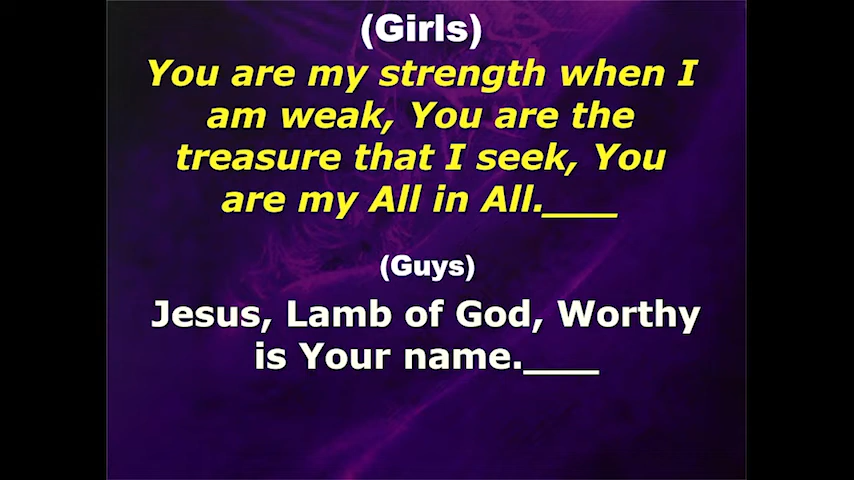 (Girls)
You are my strength when I
am weak, You are the
treasure that I seek, You
are my All in All.___
(Guys)
Jesus, Lamb of God, Worthy
is Your name.___